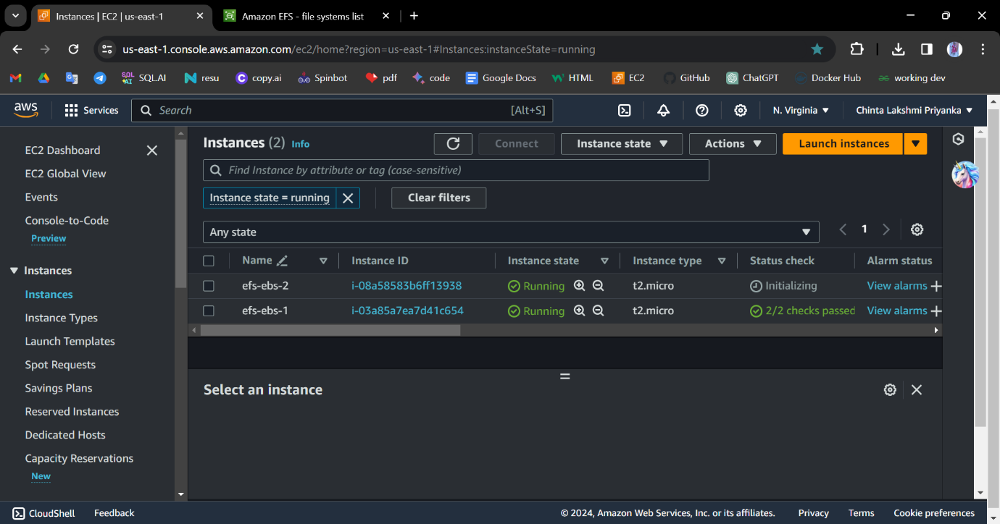 Instances | EC2 | us-east-1
Amazon EFS - file systems list
us-east-1.console.aws.amazon.com/ec2/home?region=us-east-1#Instances:instanceState=running
SQL AI SQL.AI resu copy.ai Spinbot pdf code Google Docs HTML EC2 GitHub ChatGPT Docker Hub working dev
aws Services Search [Alt+S] N. Virginia Chinta Lakshmi Priyanka
EC2 Dashboard
EC2 Global View
Events
Console-to-Code
Preview
Instances
Instances
Instance Types
Launch Templates
Spot Requests
Savings Plans
Reserved Instances
Dedicated Hosts
Capacity Reservations
New
Instances (2) Info Connect Instance state Actions Launch instances
Find Instance by attribute or tag (case-sensitive)
Instance state = running Clear filters
Any state 1
Name Instance ID Instance state Instance type Status check Alarm status
efs-ebs-2 i-08a58583b6ff13938 Running t2.micro Initializing View alarms
efs-ebs-1 i-03a85a7ea7d41c654 Running t2.micro 2/2 checks passed View alarms
Select an instance
CloudShell Feedback © 2024, Amazon Web Services, Inc. or its affiliates. Privacy Terms Cookie preferences